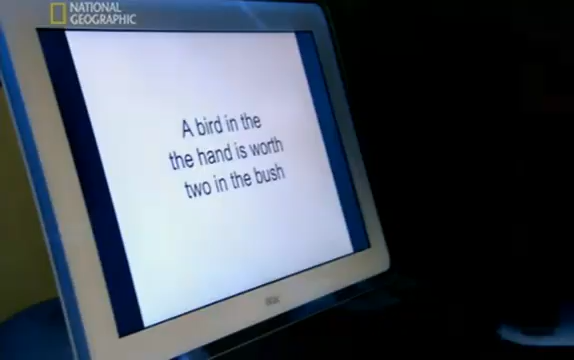 NATIONAL
GEOGRAPHIC
A bird in the
the hand is worth
two in the bush